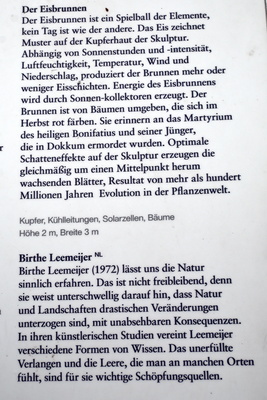 Der Eisbrunnen
Der Eisbrunnen ist ein Spielball der Elemente,
kein Tag ist wie der andere. Das Eis zeichnet
Muster auf der Kupferhaut der Skulptur.
Abhängig von Sonnenstunden und -intensität,
Luftfeuchtigkeit, Temperatur, Wind und
Niederschlag, produziert der Brunnen mehr oder
weniger Eisschichten. Energie des Eisbrunnens
wird durch Sonnen-kollektoren erzeugt. Der
Brunnen ist von Bäumen umgeben, die sich im
Herbst rot färben. Sie erinnern an das Martyrium
des heiligen Bonifatius und seiner Jünger,
die in Dokkum ermordet wurden. Optimale
Schatteneffekte auf der Skulptur erzeugen die
gleichmäßig um einen Mittelpunkt herum
wachsenden Blätter, Resultat von mehr als hundert
Millionen Jahren Evolution in der Pflanzenwelt.
Kupfer, Kühlleitungen, Solarzellen, Bäume
Höhe 2 m, Breite 3 m
Birthe Leemeijer NL
Birthe Leemeijer (1972) lässt uns die Natur
sinnlich erfahren. Das ist nicht freibleibend, denn
sie weist unterschwellig darauf hin, dass Natur
und Landschaften drastischen Veränderungen
unterzogen sind, mit unabsehbaren Konsequenzen.
In ihren künstlerischen Studien vereint Leemeijer
verschiedene Formen von Wissen. Das unerfüllte
Verlangen und die Leere, die man an manchen Orten
fühlt, sind für sie wichtige Schöpfungsquellen.